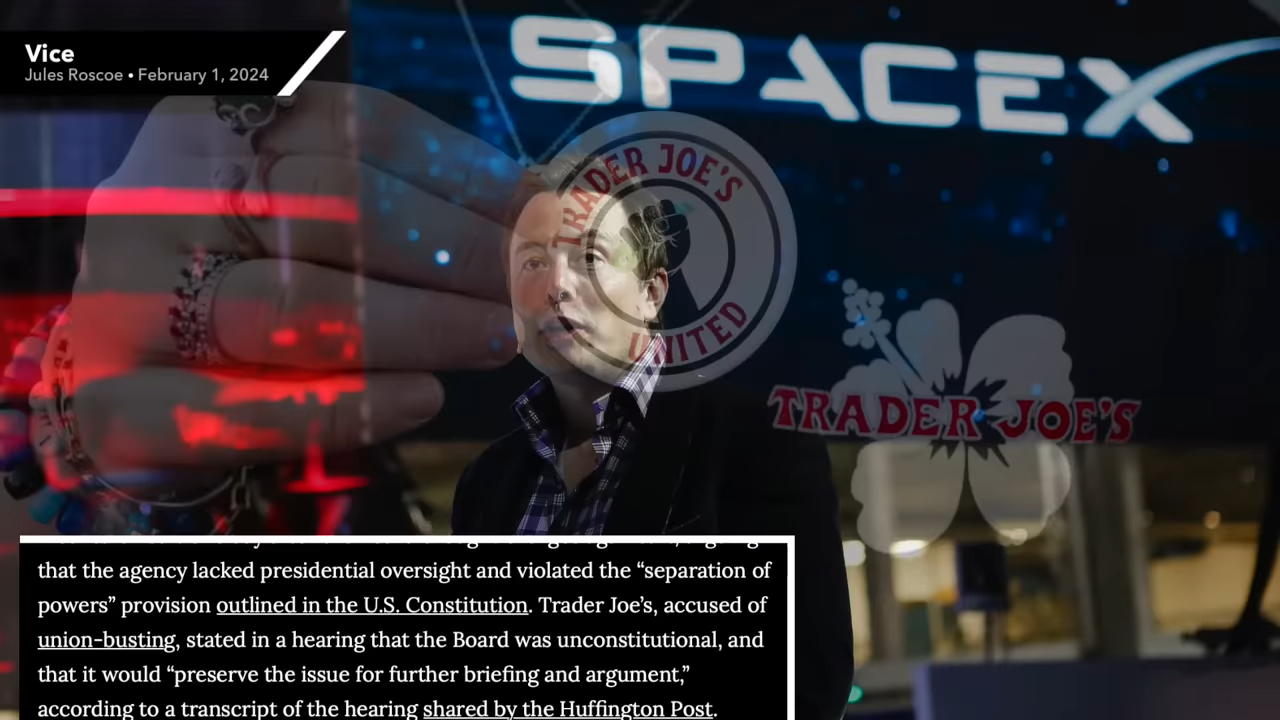 Vice
Jules Roscoe • February 1, 2024
SPACEX
TRADER JOE'S
UNITED
TRADER JOE'S
that the agency lacked presidential oversight and violated the “separation of
powers” provision outlined in the U.S. Constitution. Trader Joe’s, accused of
union-busting, stated in a hearing that the Board was unconstitutional, and
that it would “preserve the issue for further briefing and argument,”
according to a transcript of the hearing shared by the Huffington Post.